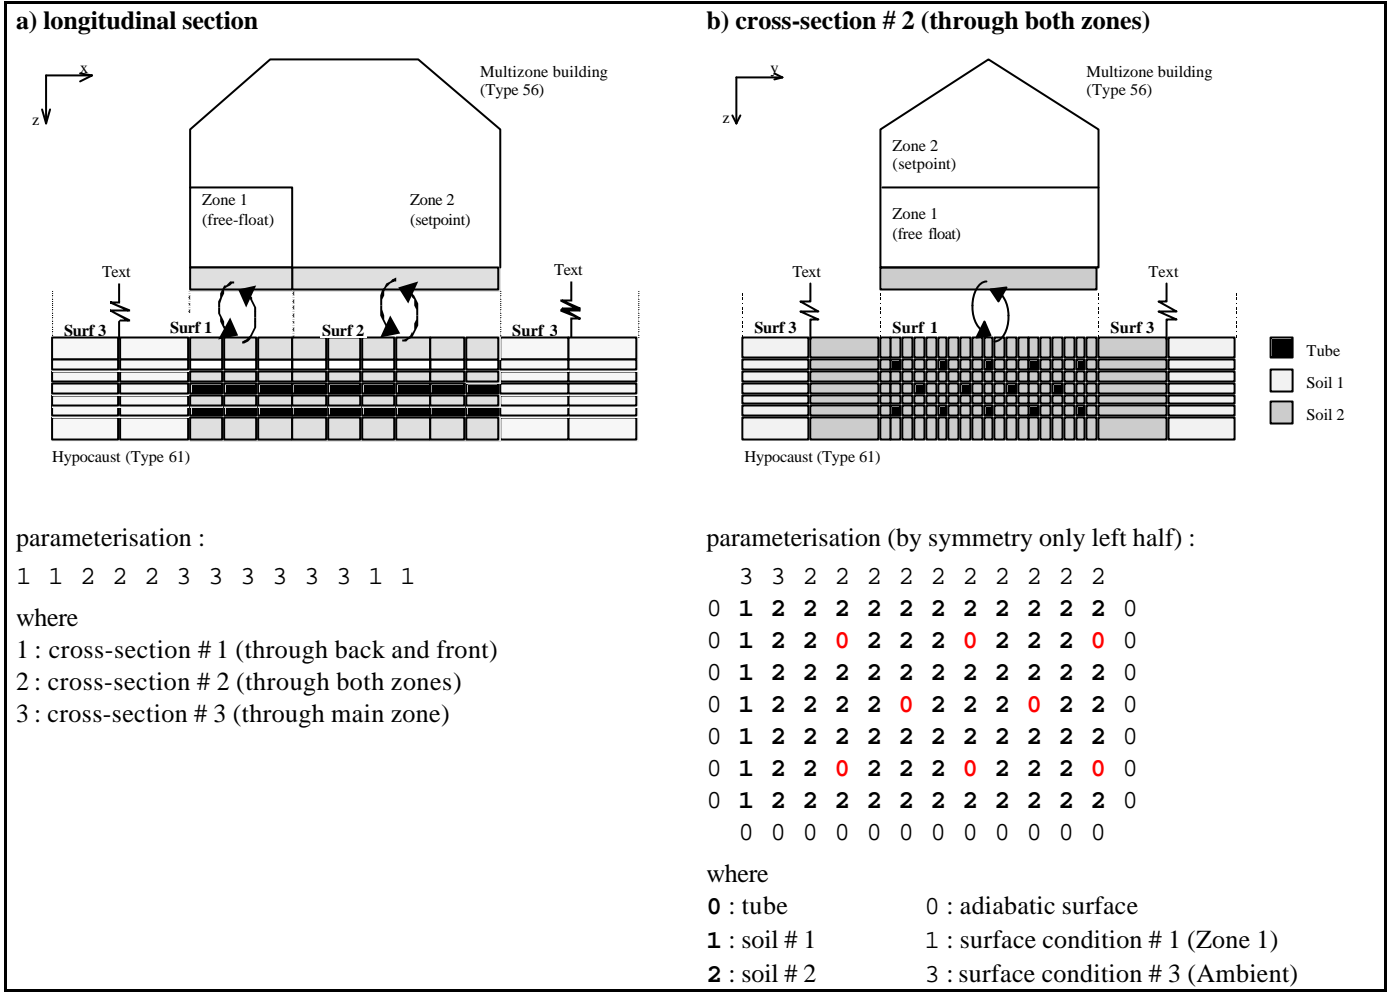 a) longitudinal section
x
z
Multizone building
(Type 56)
Zone 1
(free-float)
Zone 2
(setpoint)
Text
Text
Surf 3
Surf 1
Surf 2
Surf 3
Hypocaust (Type 61)
parameterisation :
1 1 2 2 2 3 3 3 3 3 3 1 1
where
1 : cross-section # 1 (through back and front)
2 : cross-section # 2 (through both zones)
3 : cross-section # 3 (through main zone)
b) cross-section # 2 (through both zones)
y
z
Multizone building
(Type 56)
Zone 2
(setpoint)
Zone 1
(free float)
Text
Text
Surf 3
Surf 1
Surf 3
Tube
Soil 1
Soil 2
Hypocaust (Type 61)
parameterisation (by symmetry only left half) :
3 3 2 2 2 2 2 2 2 2 2 2
0 1 2 2 2 2 2 2 2 2 2 2 2 0
0 1 2 2 0 2 2 2 0 2 2 2 0 0
0 1 2 2 2 2 2 2 2 2 2 2 2 0
0 1 2 2 2 2 0 2 2 2 0 2 2 0
0 1 2 2 2 2 2 2 2 2 2 2 2 0
0 1 2 2 0 2 2 2 0 2 2 2 0 0
0 1 2 2 2 2 2 2 2 2 2 2 2 0
0 0 0 0 0 0 0 0 0 0 0 0
where
0 : tube
0 : adiabatic surface
1 : soil # 1
1 : surface condition # 1 (Zone 1)
2 : soil # 2
3 : surface condition # 3 (Ambient)